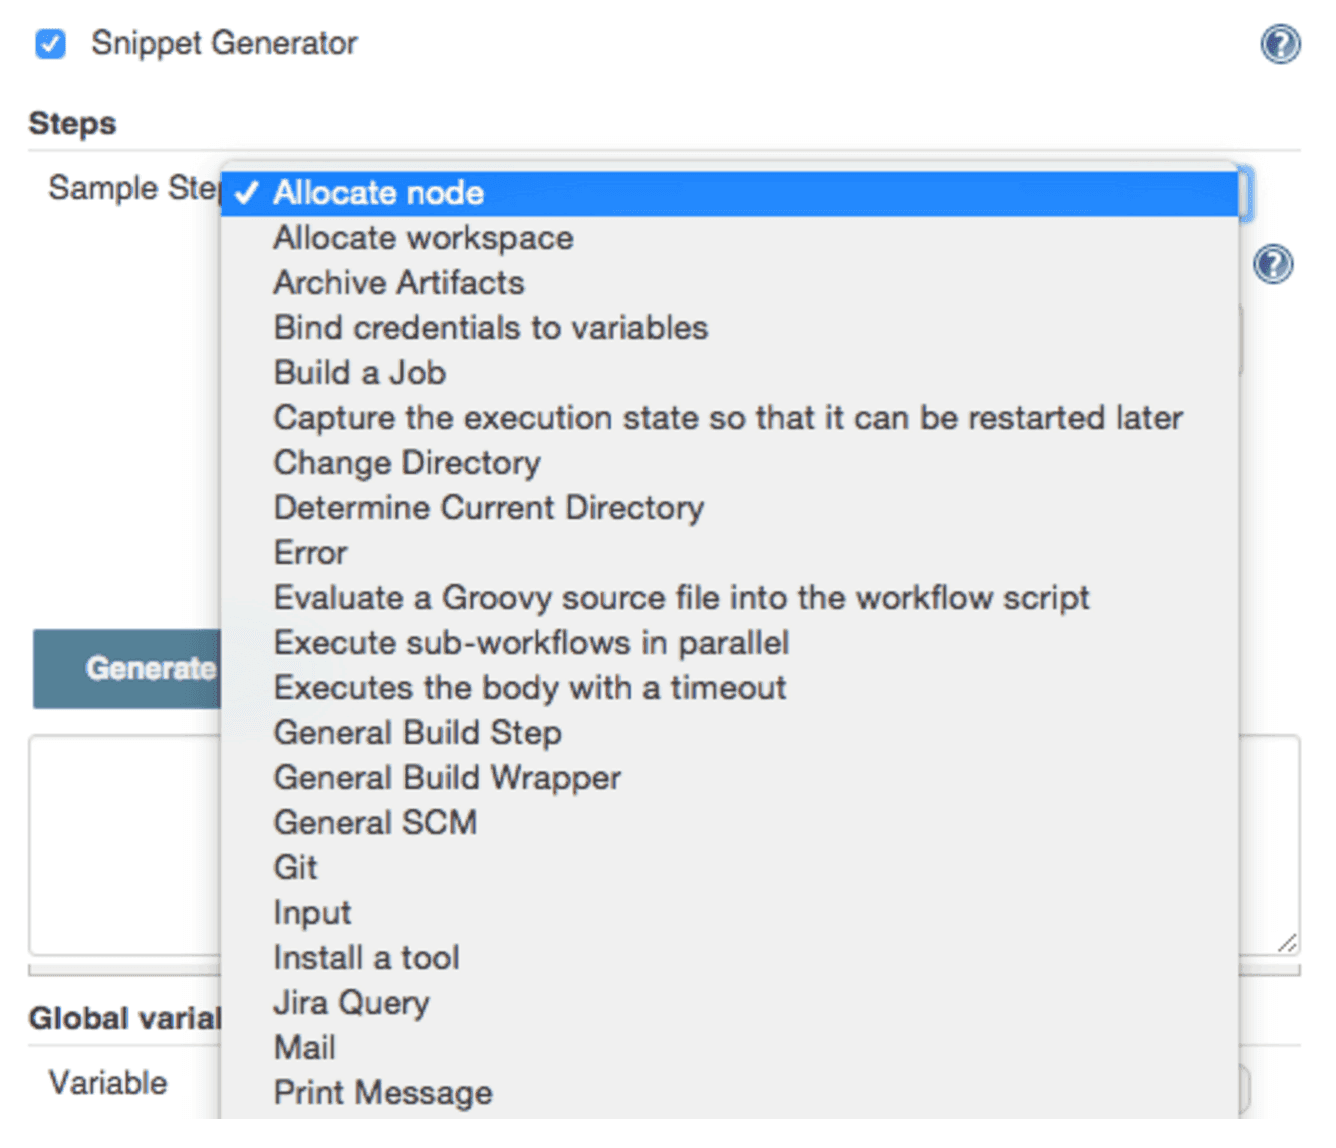 Snippet Generator
Steps
Sample Step
Allocate node
Allocate workspace
Archive Artifacts
Bind credentials to variables
Build a Job
Capture the execution state so that it can be restarted later
Change Directory
Determine Current Directory
Error
Evaluate a Groovy source file into the workflow script
Execute sub-workflows in parallel
Executes the body with a timeout
Generate
General Build Step
General Build Wrapper
General SCM
Git
Input
Install a tool
Jira Query
Global varial
Mail
Variable
Print Message